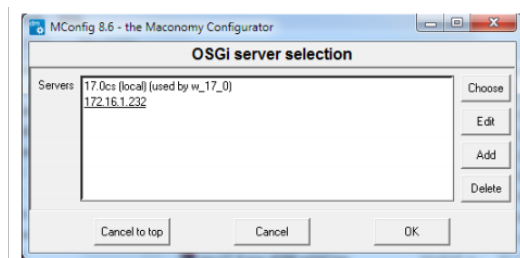 MConfig 8.6 - the Maconomy Configurator
OSGi server selection
Servers
17.0cs (local) (used by w_17_0)
172.16.1.232
Choose
Edit
Add
Delete
Cancel to top
Cancel
OK